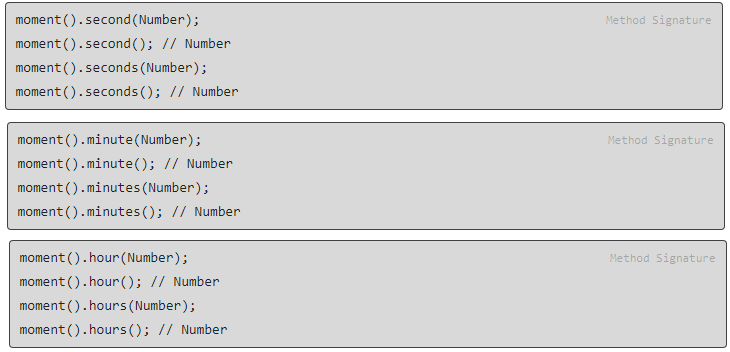 moment().second(Number); Method Signature
moment().second(); // Number
moment().seconds(Number);
moment().seconds(); // Number
moment().minute(Number); Method Signature
moment().minute(); // Number
moment().minutes(Number);
moment().minutes(); // Number
moment().hour(Number); Method Signature
moment().hour(); // Number
moment().hours(Number);
moment().hours(); // Number